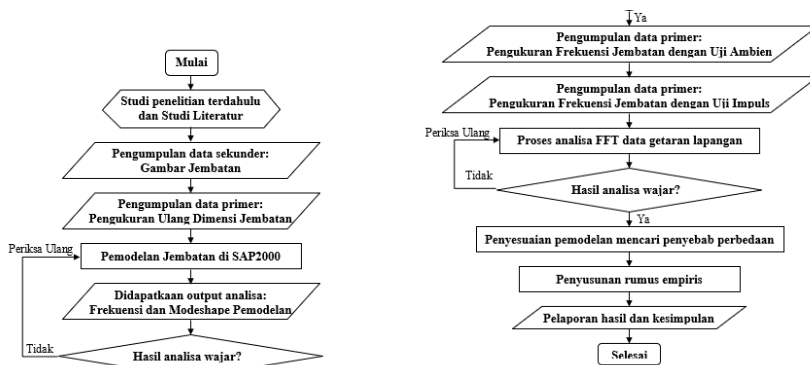 Mulai
Studi penelitian terdahulu
dan Studi Literatur
Pengumpulan data sekunder:
Gambar Jembatan
Pengumpulan data primer:
Pengukuran Ulang Dimensi Jembatan
Periksa Ulang
Pemodelan Jembatan di SAP2000
Didapatkaan output analisa:
Frekuensi dan Modeshape Pemodelan
Tidak
Hasil analisa wajar?
Ya
Pengumpulan data primer:
Pengukuran Frekuensi Jembatan dengan Uji Ambien
Pengumpulan data primer:
Pengukuran Frekuensi Jembatan dengan Uji Impuls
Periksa Ulang
Proses analisa FFT data getaran lapangan
Tidak
Hasil analisa wajar?
Ya
Penyesuaian pemodelan mencari penyebab perbedaan
Penyusunan rumus empiris
Pelaporan hasil dan kesimpulan
Selesai